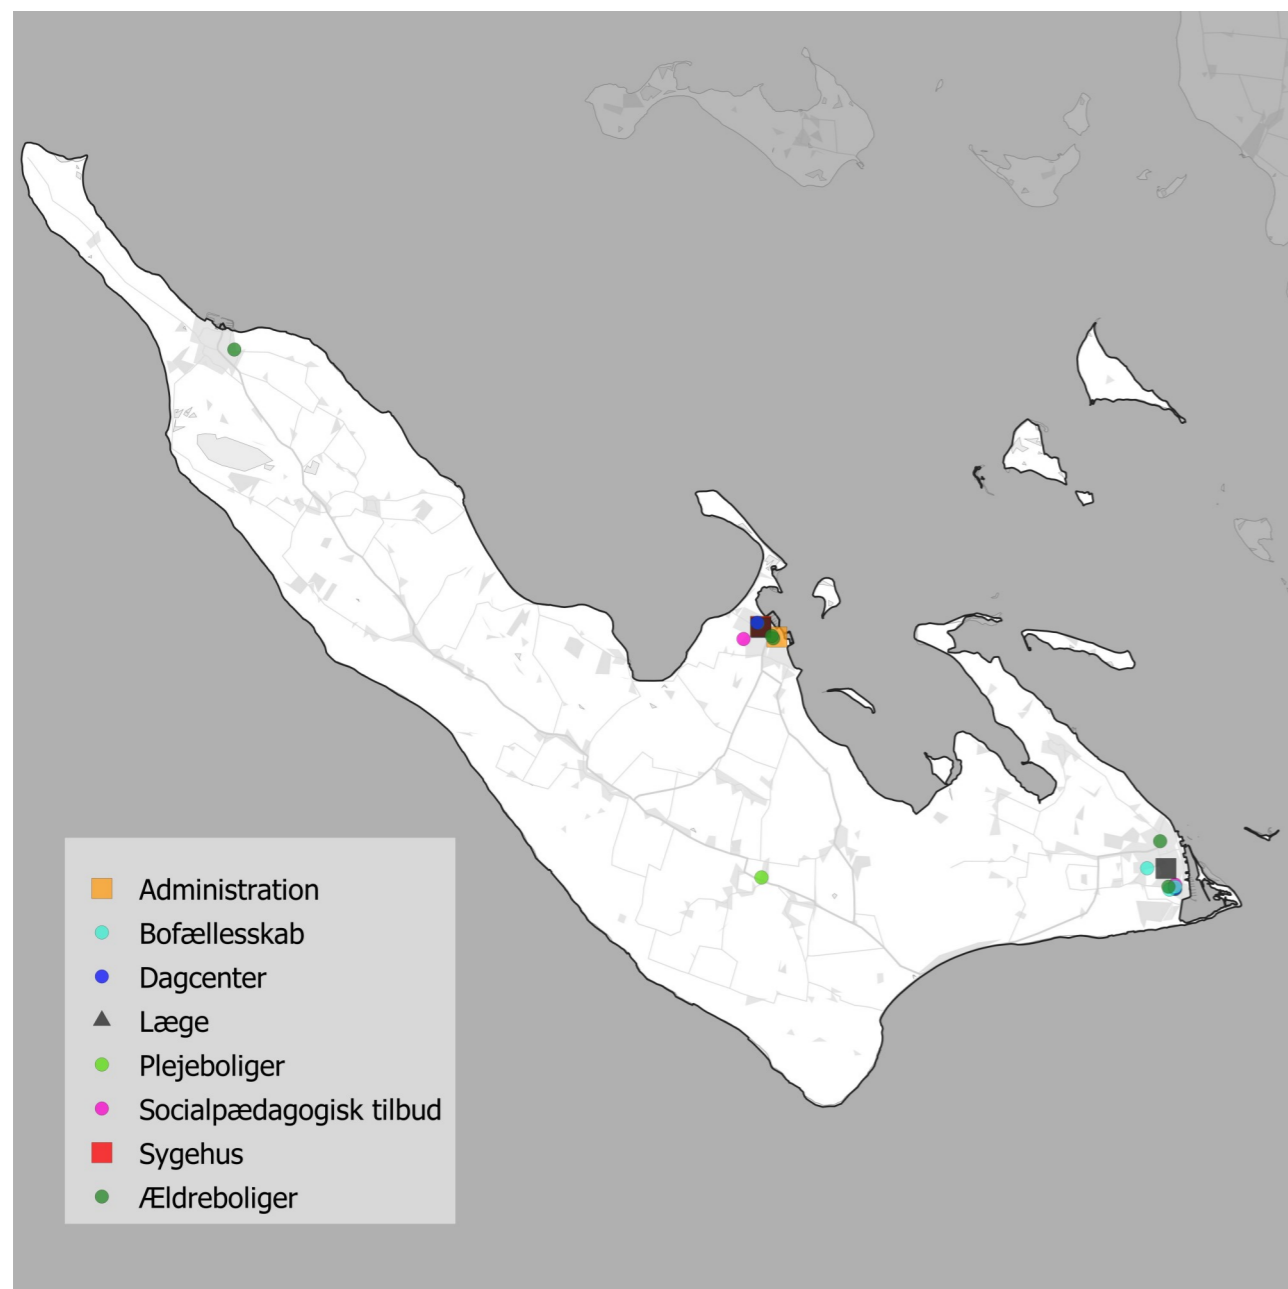 Administration
Bofællesskab
Dagcenter
Læge
Plejeboliger
Socialpædagogisk tilbud
Sygehus
Ældreboliger